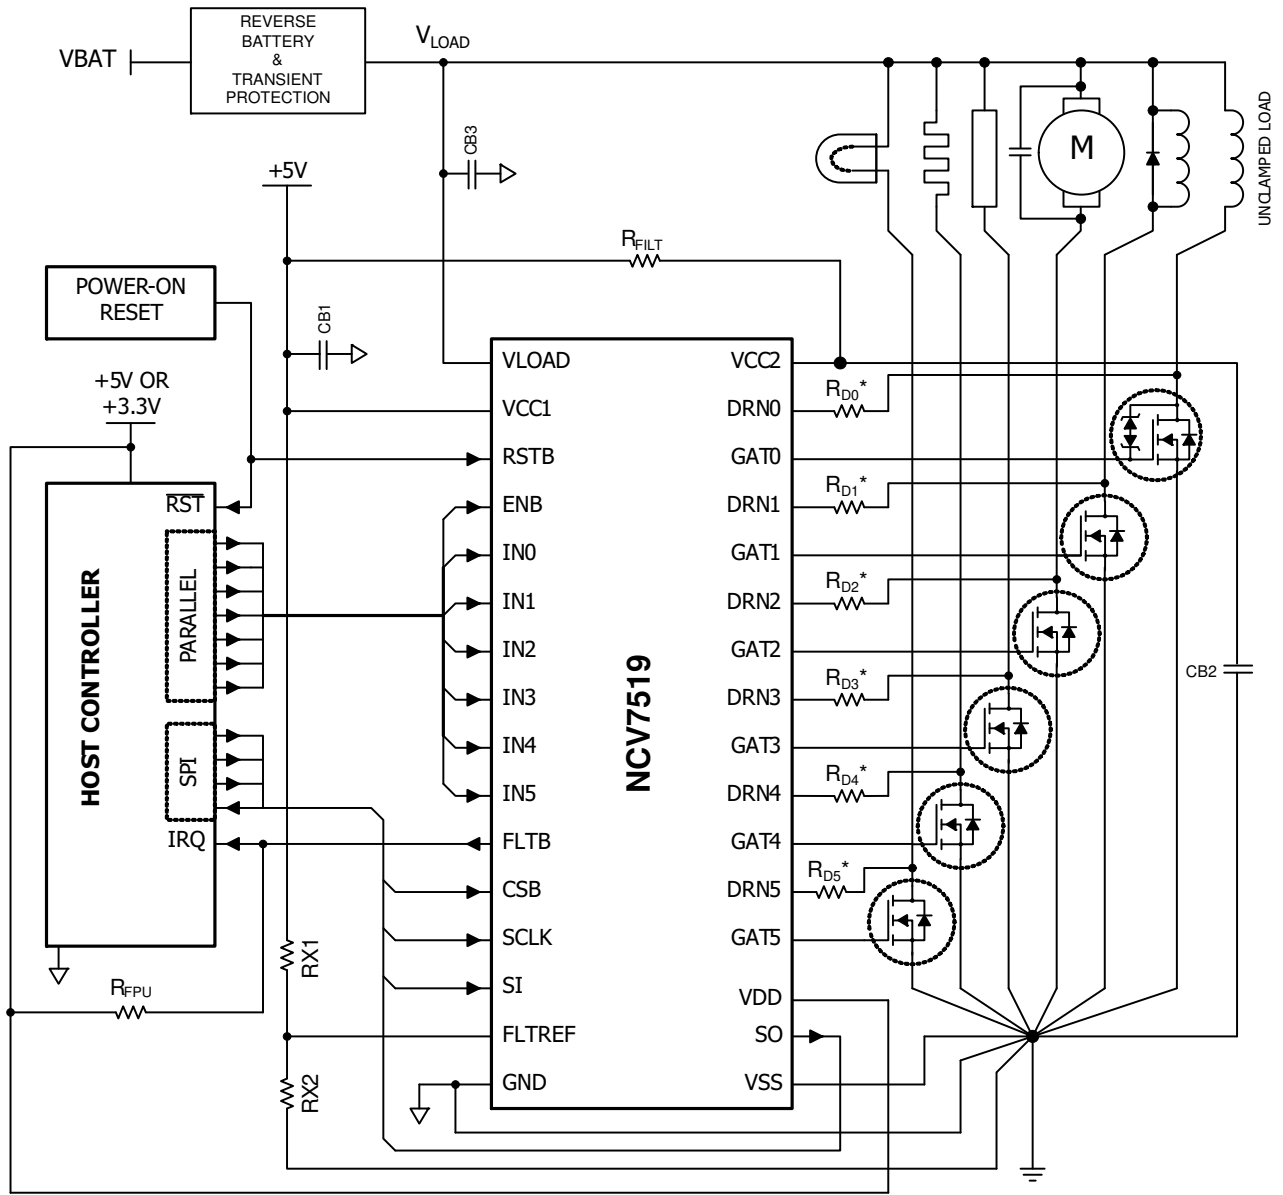 REVERSE
BATTERY
&
TRANSIENT
PROTECTION
VBAT
VLOAD
CB3
+5V
M
UNCLAMPED LOAD
RFILT
POWER-ON
RESET
CB1
+5V OR
+3.3V
HOST CONTROLLER
RST
PARALLEL
SPI
IRQ
RFPU
RX1
RX2
NCV7519
VLOAD
VCC1
RSTB
ENB
IN0
IN1
IN2
IN3
IN4
IN5
FLTB
CSB
SCLK
SI
FLTREF
GND
VCC2
DRN0
GAT0
DRN1
GAT1
DRN2
GAT2
DRN3
GAT3
DRN4
GAT4
DRN5
GAT5
VDD
SO
VSS
RD0*
RD1*
RD2*
RD3*
RD4*
RD5*
CB2